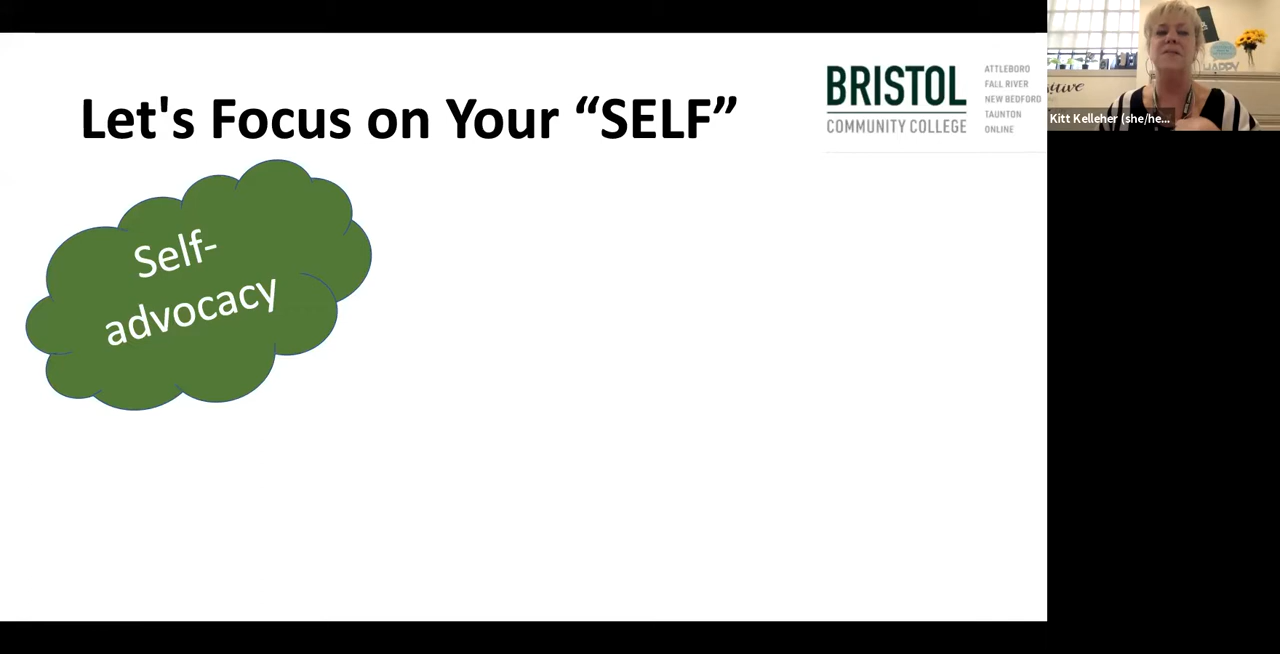 Let's Focus on Your “SELF”
BRISTOL
COMMUNITY COLLEGE
ATTLEBORO
FALL RIVER
NEW BEDFORD
TAUNTON
ONLINE
Self-
advocacy
HAPPY
Kitt Kelleher (she/he...